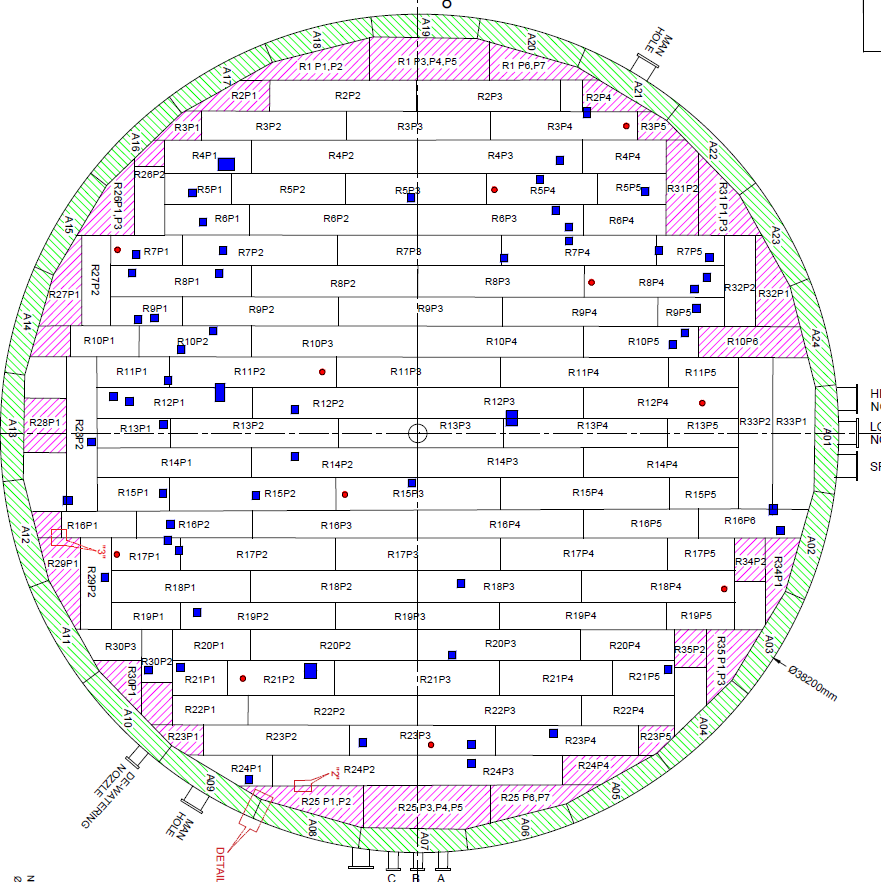 O
A19
A18
A20
MAN HOLE
R1 P1,P2
R1 P3,P4,P5
R1 P6,P7
A17
A21
R2P1
R2P2
R2P3
R2P4
R3P1
R3P2
R3P3
R3P4
R3P5
A16
A22
R4P1
R4P2
R4P3
R4P4
R26P2
R26P1,P3
R5P1
R5P2
R5P3
R5P4
R5P5
R31P2
R31 P1,P3
A15
R6P1
R6P2
R6P3
R6P4
A23
R7P1
R7P2
R7P3
R7P4
R7P5
R27P1
R27P2
R8P1
R8P2
R8P3
R8P4
R32P2
R32P1
R9P1
R9P2
R9P3
R9P4
R9P5
A14
A24
R10P1
R10P2
R10P3
R10P4
R10P5
R10P6
R11P1
R11P2
R11P3
R11P4
R11P5
R12P1
R12P2
R12P3
R12P4
A13
R28P1
R13P1
R13P2
R13P3
R13P4
R13P5
R33P2
R33P1
A01
R14P1
R14P2
R14P3
R14P4
R15P1
R15P2
R15P3
R15P4
R15P5
A12
R16P1
R16P2
R16P3
R16P4
R16P5
R16P6
A02
"3"
R17P1
R17P2
R17P3
R17P4
R17P5
R29P1
R29P2
R34P2
R34P1
R18P1
R18P2
R18P3
R18P4
R19P1
R19P2
R19P3
R19P4
R19P5
A11
A03
R30P3
R20P1
R20P2
R20P3
R20P4
R30P2
R30P1
R35P2
R35 P1,P3
R21P1
R21P2
R21P3
R21P4
R21P5
Ø38200mm
A10
R22P1
R22P2
R22P3
R22P4
A04
R23P1
R23P2
R23P3
R23P4
R23P5
R24P1
R24P2
R24P3
R24P4
"2"
DE-WATERING NOZZLE
A09
A05
MAN HOLE
R25 P1,P2
R25 P3,P4,P5
R25 P6,P7
A08
A07
A06
DETAIL
C
B
A